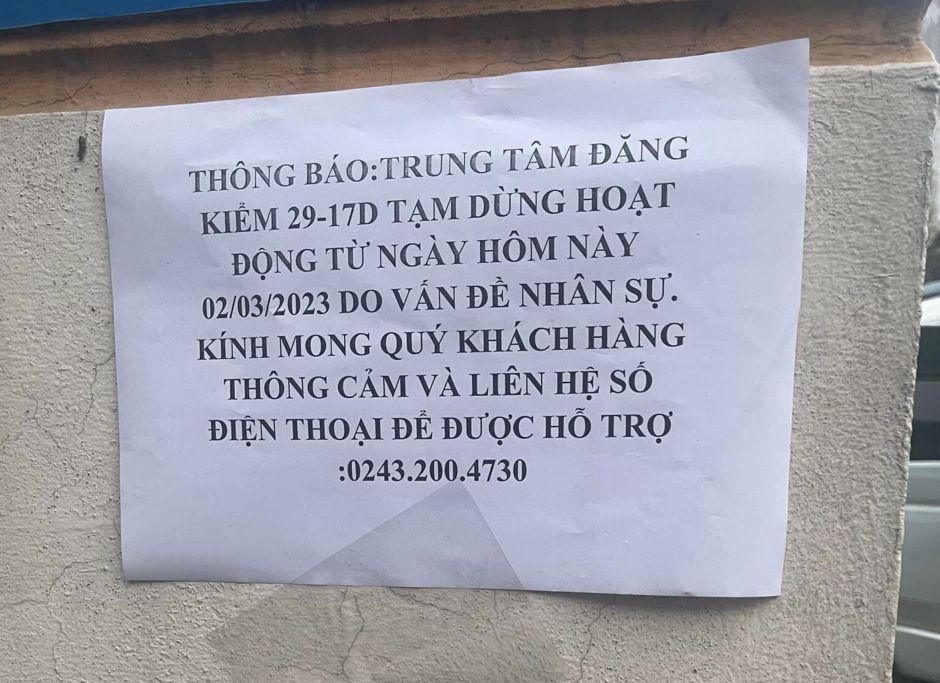 THÔNG BÁO:TRUNG TÂM ĐĂNG
KIỂM 29-17D TẠM DỪNG HOẠT
ĐỘNG TỪ NGÀY HÔM NÀY
02/03/2023 DO VẤN ĐỀ NHÂN SỰ.
KÍNH MONG QUÝ KHÁCH HÀNG
THÔNG CẢM VÀ LIÊN HỆ SỐ
ĐIỆN THOẠI ĐỂ ĐƯỢC HỖ TRỢ
:0243.200.4730